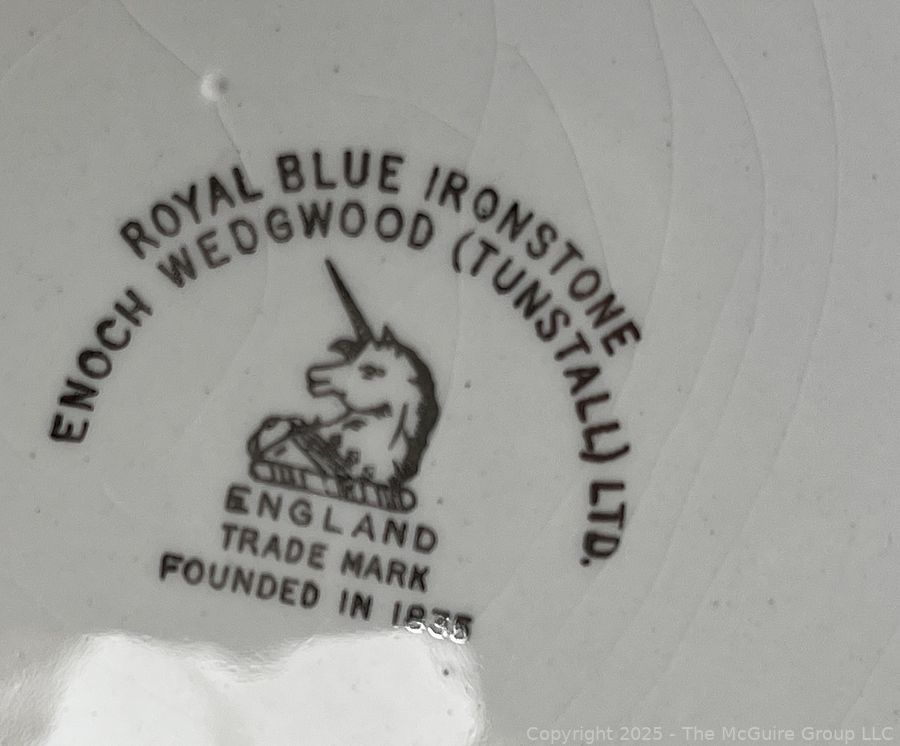 ROYAL BLUE IRONSTONE
ENOCH WEDGWOOD (TUNSTALL) LTD.
ENGLAND
TRADE MARK
FOUNDED IN 1835
Copyright 2025 - The McGuire Group LLC